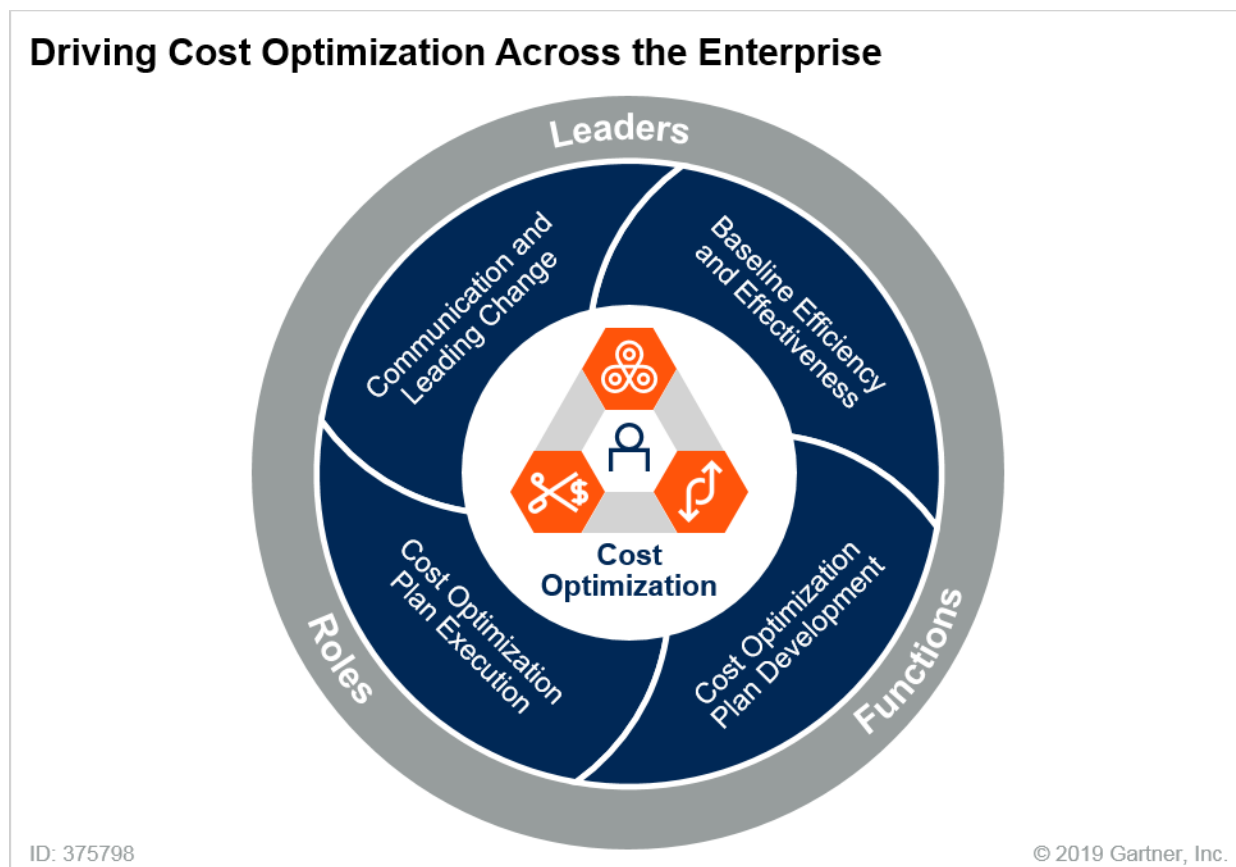 Driving Cost Optimization Across the Enterprise
Leaders
Communication and
Leading Change
Baseline Efficiency
and Effectiveness
$
Cost
Optimization
Cost Optimization
Plan Execution
Cost Optimization
Plan Development
Roles
Functions
ID: 375798
© 2019 Gartner, Inc.